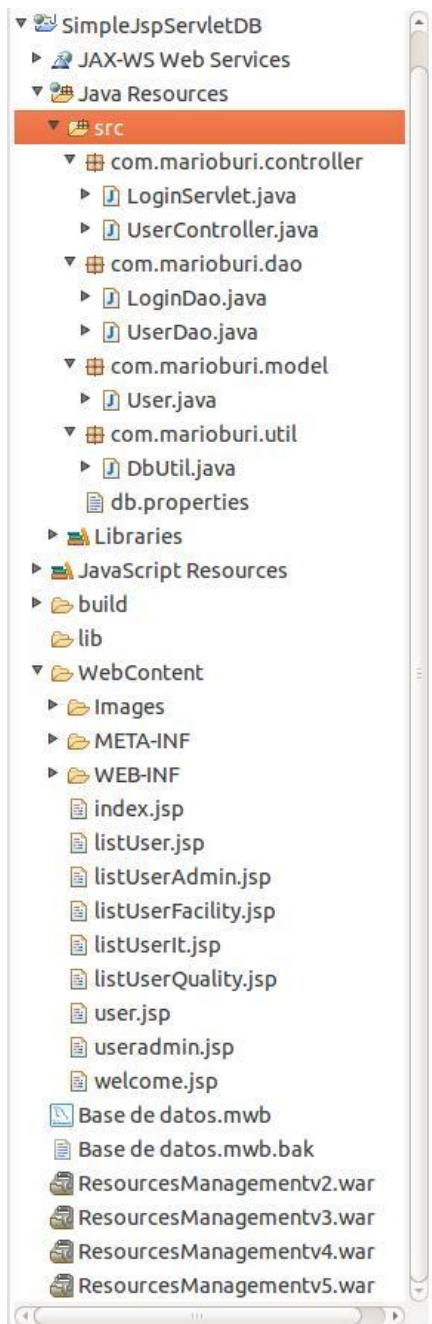 SimpleJspServletDB
JAX-WS Web Services
Java Resources
src
com.marioburi.controller
LoginServlet.java
UserController.java
com.marioburi.dao
LoginDao.java
UserDao.java
com.marioburi.model
User.java
com.marioburi.util
DbUtil.java
db.properties
Libraries
JavaScript Resources
build
lib
WebContent
Images
META-INF
WEB-INF
index.jsp
listUser.jsp
listUserAdmin.jsp
listUserFacility.jsp
listUserIt.jsp
listUserQuality.jsp
user.jsp
useradmin.jsp
welcome.jsp
Base de datos.mwb
Base de datos.mwb.bak
ResourcesManagementv2.war
ResourcesManagementv3.war
ResourcesManagementv4.war
ResourcesManagementv5.war